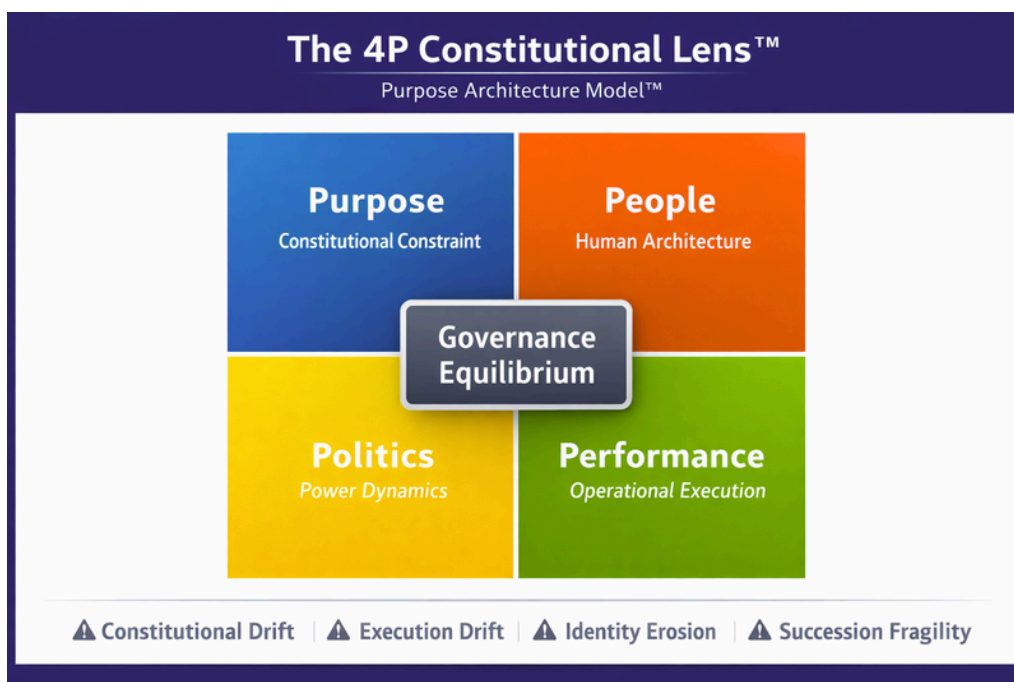 The 4P Constitutional Lens™
Purpose Architecture Model™
Purpose
Constitutional Constraint
People
Human Architecture
Governance
Equilibrium
Politics
Power Dynamics
Performance
Operational Execution
Constitutional Drift
Execution Drift
Identity Erosion
Succession Fragility